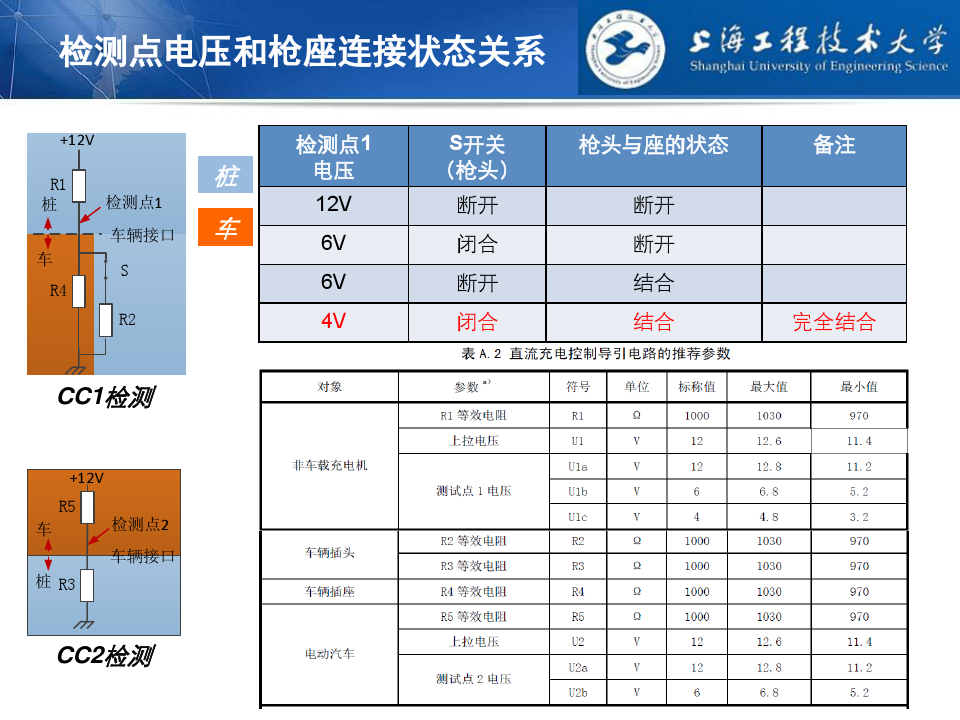 检测点电压和枪座连接状态关系
上海工程技术大学
Shanghai University of Engineering Science
+12V
R1
桩
检测点1
车辆接口
车
S
R4
R2
CC1检测
+12V
R5
检测点2
车
车辆接口
桩
R3
CC2检测
桩
车
检测点1电压 S开关（枪头） 枪头与座的状态 备注
12V 断开 断开
6V 闭合 断开
6V 断开 结合
4V 闭合 结合 完全结合
表 A.2 直流充电控制导引电路的推荐参数
对象 参数a) 符号 单位 标称值 最大值 最小值
非车载充电机 R1 等效电阻 R1 Ω 1000 1030 970
上拉电压 U1 V 12 12.6 11.4
测试点 1 电压 U1a V 12 12.8 11.2
U1b V 6 6.8 5.2
U1c V 4 4.8 3.2
车辆插头 R2 等效电阻 R2 Ω 1000 1030 970
R3 等效电阻 R3 Ω 1000 1030 970
车辆插座 R4 等效电阻 R4 Ω 1000 1030 970
电动汽车 R5 等效电阻 R5 Ω 1000 1030 970
上拉电压 U2 V 12 12.6 11.4
测试点 2 电压 U2a V 12 12.8 11.2
U2b V 6 6.8 5.2